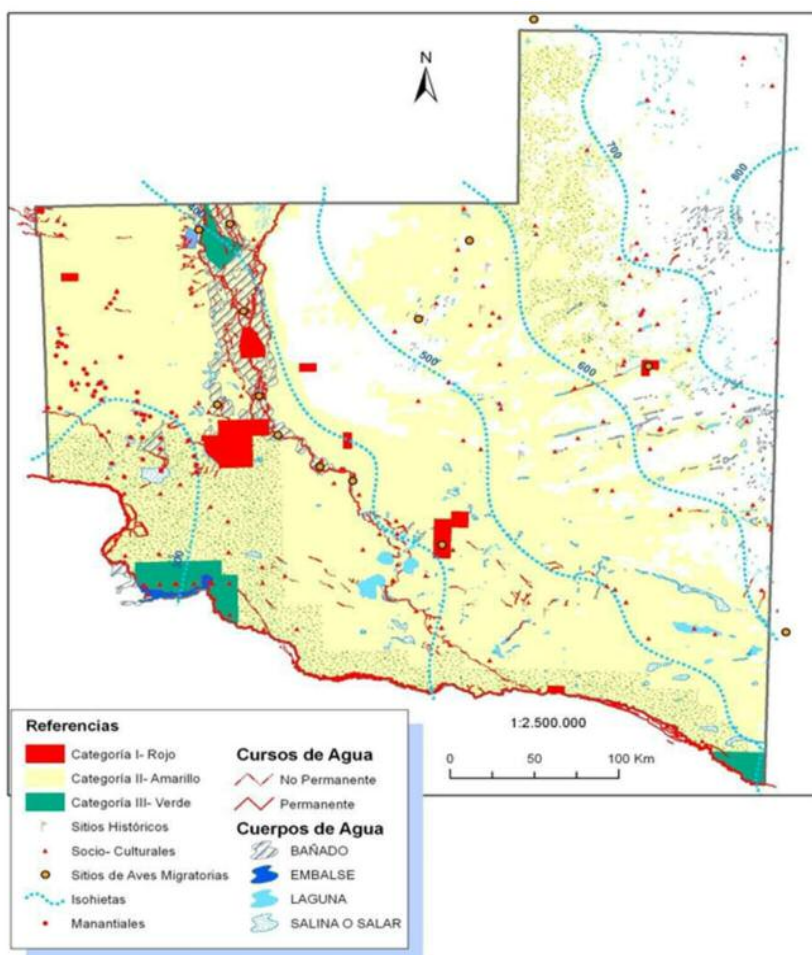 N
700
800
500
600
1:2.500.000
0 50 100 Km
Referencias
Categoría I- Rojo
Categoría II- Amarillo
Categoría III- Verde
Sitios Históricos
Socio- Culturales
Sitios de Aves Migratorias
Isohietas
Manantiales
Cursos de Agua
No Permanente
Permanente
Cuerpos de Agua
BAÑADO
EMBALSE
LAGUNA
SALINA O SALAR